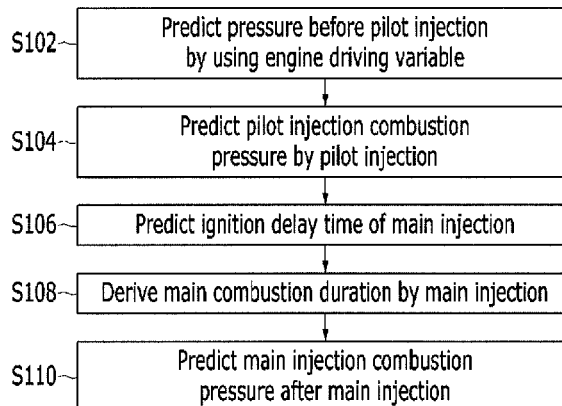 S102
Predict pressure before pilot injection
by using engine driving variable
S104
Predict pilot injection combustion
pressure by pilot injection
S106
Predict ignition delay time of main injection
S108
Derive main combustion duration by main injection
S110
Predict main injection combustion
pressure after main injection